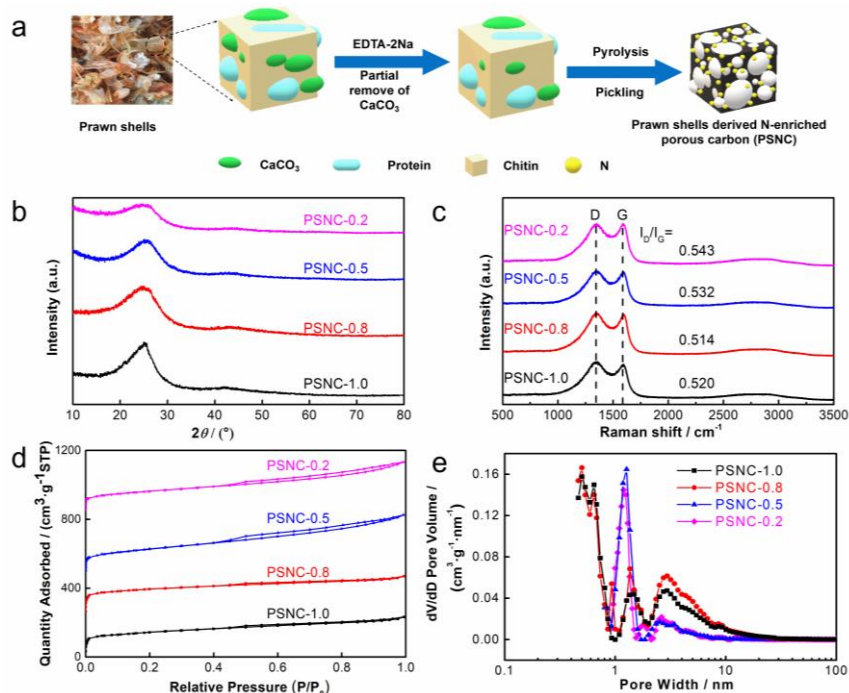 a
EDTA-2Na
Partial
remove of
CaCO3
Pyrolysis
Pickling
Prawn shells
Prawn shells derived N-enriched
porous carbon (PSNC)
CaCO3
Protein
Chitin
N
b
PSNC-0.2
PSNC-0.5
PSNC-0.8
PSNC-1.0
Intensity (a.u.)
10 20 30 40 50 60 70 80
2θ / (°)
c
D G
ID/IG=
PSNC-0.2
0.543
PSNC-0.5
0.532
PSNC-0.8
0.514
PSNC-1.0
0.520
Intensity (a.u.)
500 1000 1500 2000 2500 3000 3500
Raman shift / cm-1
d
1200
800
400
0
PSNC-0.2
PSNC-0.5
PSNC-0.8
PSNC-1.0
Quantity Adsorbed / (cm3·g-1STP)
0.0 0.2 0.4 0.6 0.8 1.0
Relative Pressure (P/P
e
0.16
0.12
0.08
0.04
0.00
PSNC-1.0
PSNC-0.8
PSNC-0.5
PSNC-0.2
dV/dD Pore Volume /
(cm3·g-1·nm-1)
0.1 1 10 100
Pore Width / nm